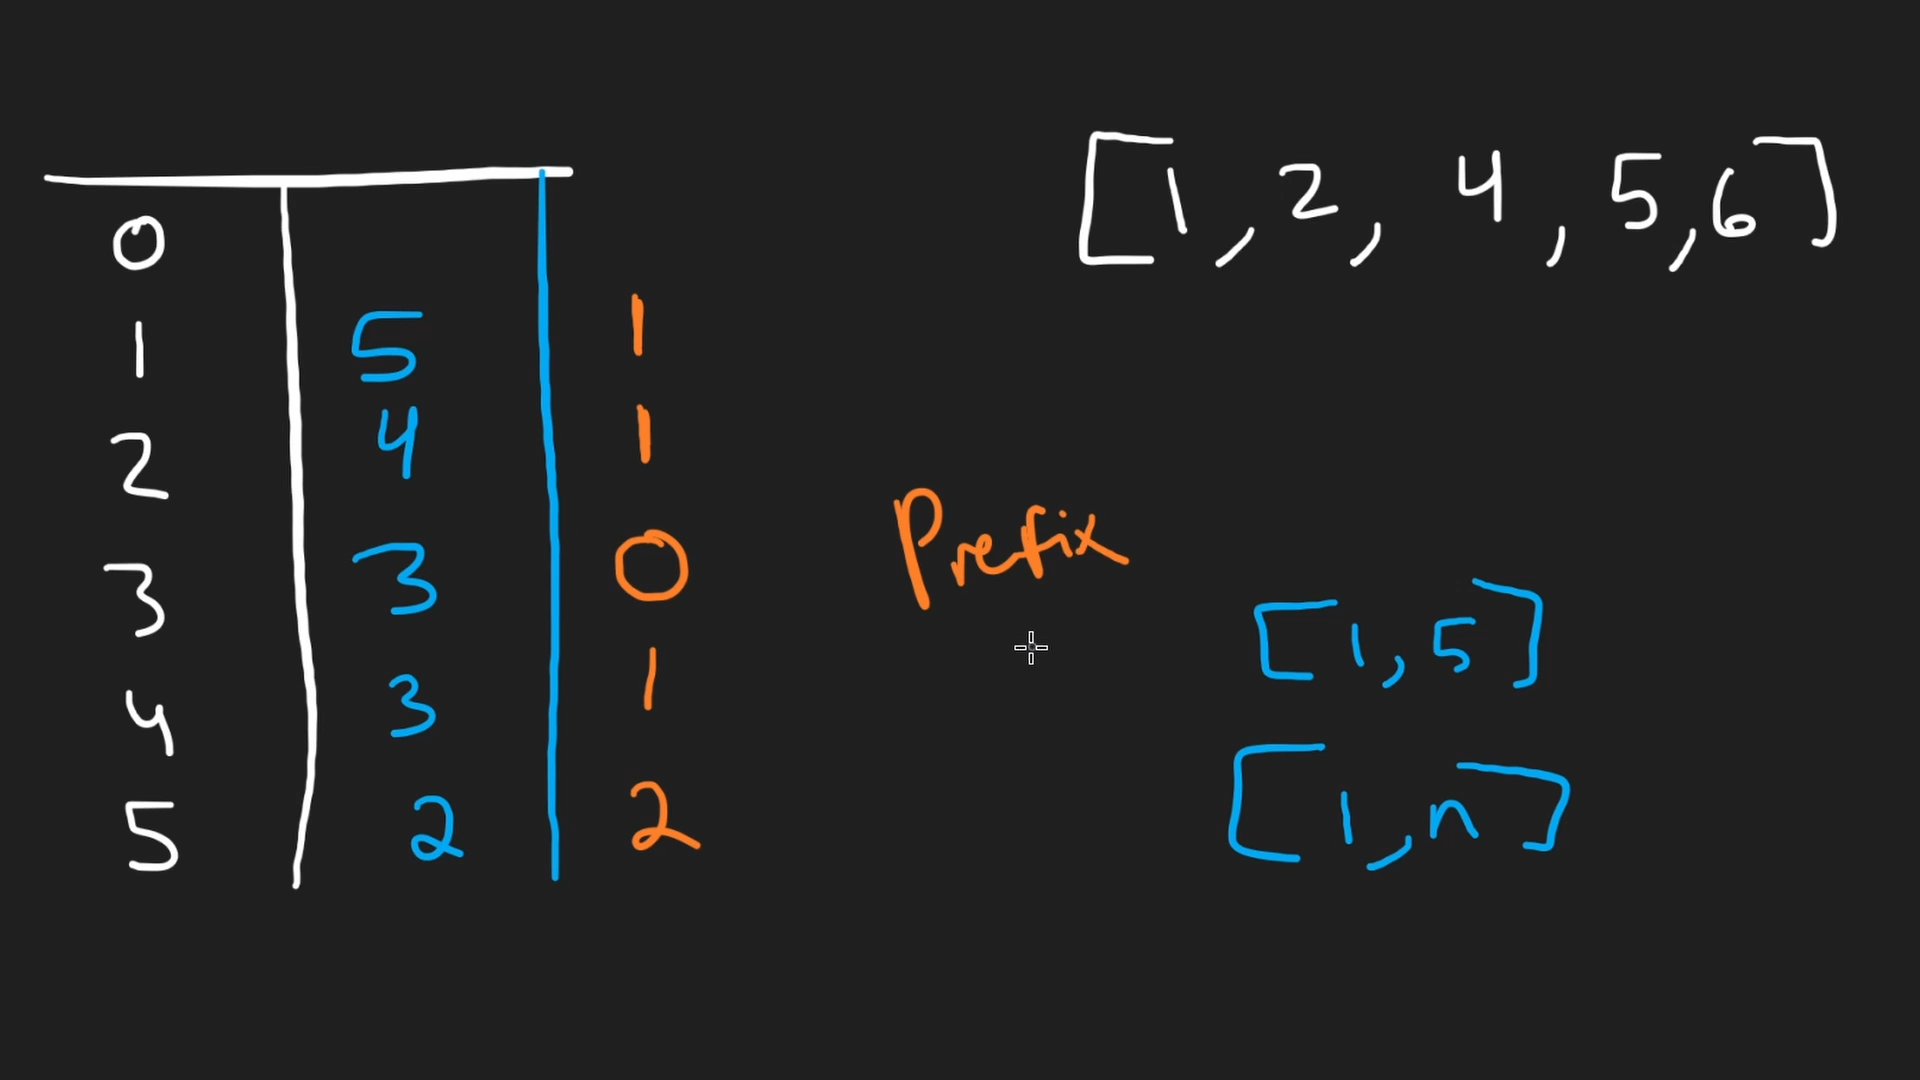 [1, 2, 4, 5, 6]
0
1 5 1
2 4 1
3 3 0
4 3 1
5 2 2
Prefix
[1, 5]
[1, n]